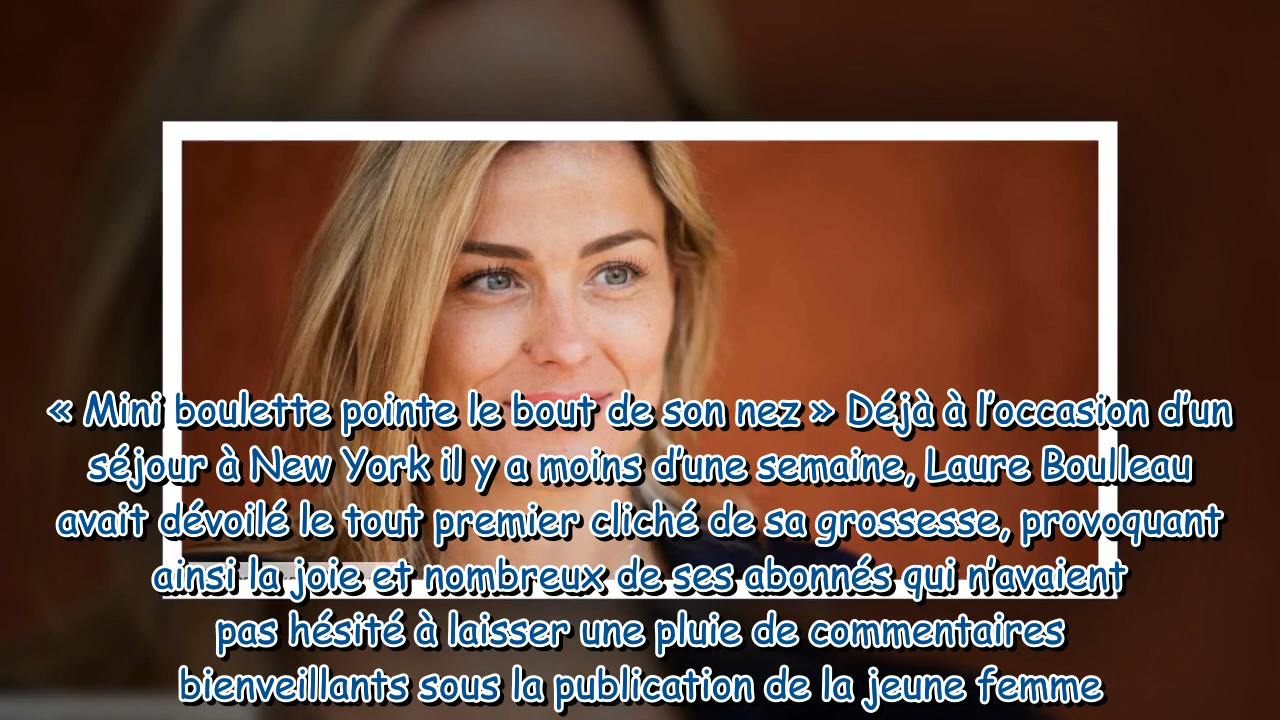 « Mini boulette pointe le bout de son nez » Déjà à l’occasion d’un
séjour à New York il y a moins d’une semaine, Laure Boulleau
avait dévoilé le tout premier cliché de sa grossesse, provoquant
ainsi la joie et nombreux de ses abonnés qui n’avaient
pas hésité à laisser une pluie de commentaires
bienveillants sous la publication de la jeune femme